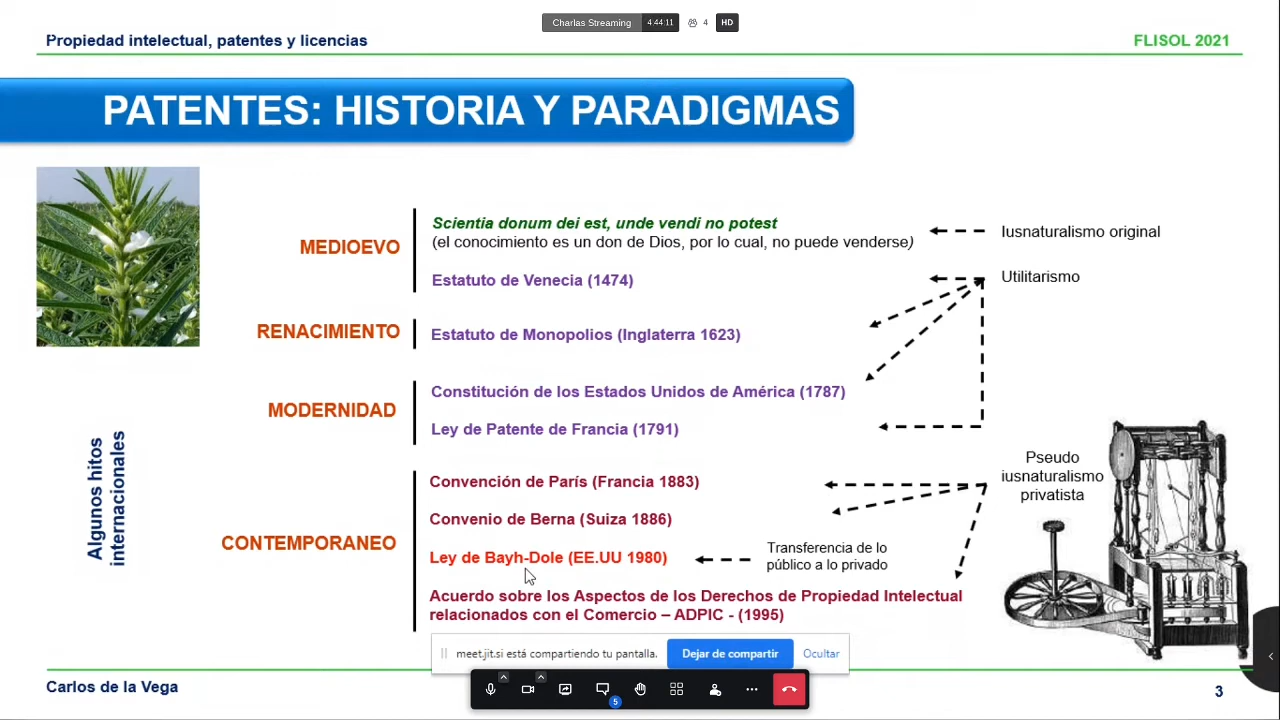 Charlas Streaming 4:44:11 4 HD
Propiedad intelectual, patentes y licencias
FLISOL 2021
PATENTES: HISTORIA Y PARADIGMAS
MEDIOEVO
Scientia donum dei est, unde vendi no potest
(el conocimiento es un don de Dios, por lo cual, no puede venderse)
Iusnaturalismo original
Estatuto de Venecia (1474)
Utilitarismo
RENACIMIENTO
Estatuto de Monopolios (Inglaterra 1623)
MODERNIDAD
Constitución de los Estados Unidos de América (1787)
Ley de Patente de Francia (1791)
Algunos hitos
internacionales
CONTEMPORANEO
Convención de París (Francia 1883)
Pseudo
iusnaturalismo
privatista
Convenio de Berna (Suiza 1886)
Ley de Bayh-Dole (EE.UU 1980)
Transferencia de lo
público a lo privado
Acuerdo sobre los Aspectos de los Derechos de Propiedad Intelectual
relacionados con el Comercio – ADPIC - (1995)
meet.jit.si está compartiendo tu pantalla. Dejar de compartir Ocultar
5
Carlos de la Vega
3